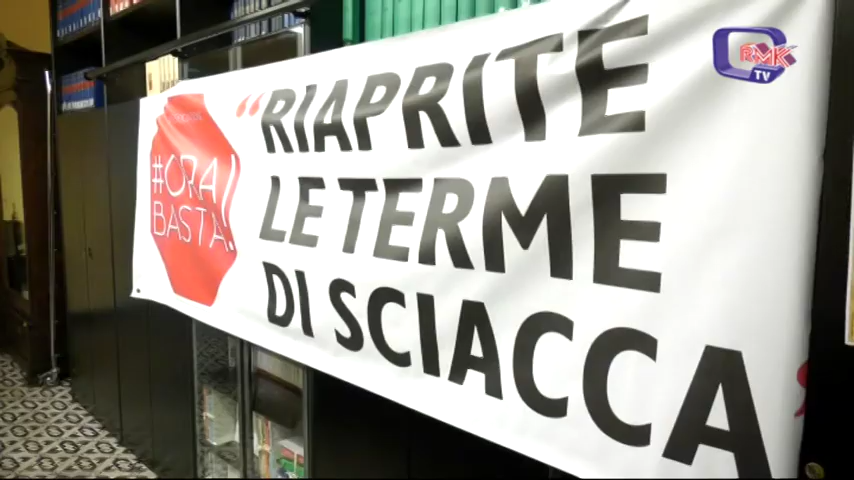 "RIAPRITE
LE TERME
DI SCIACCA"
#ORA
BASTA!
RMK
TV